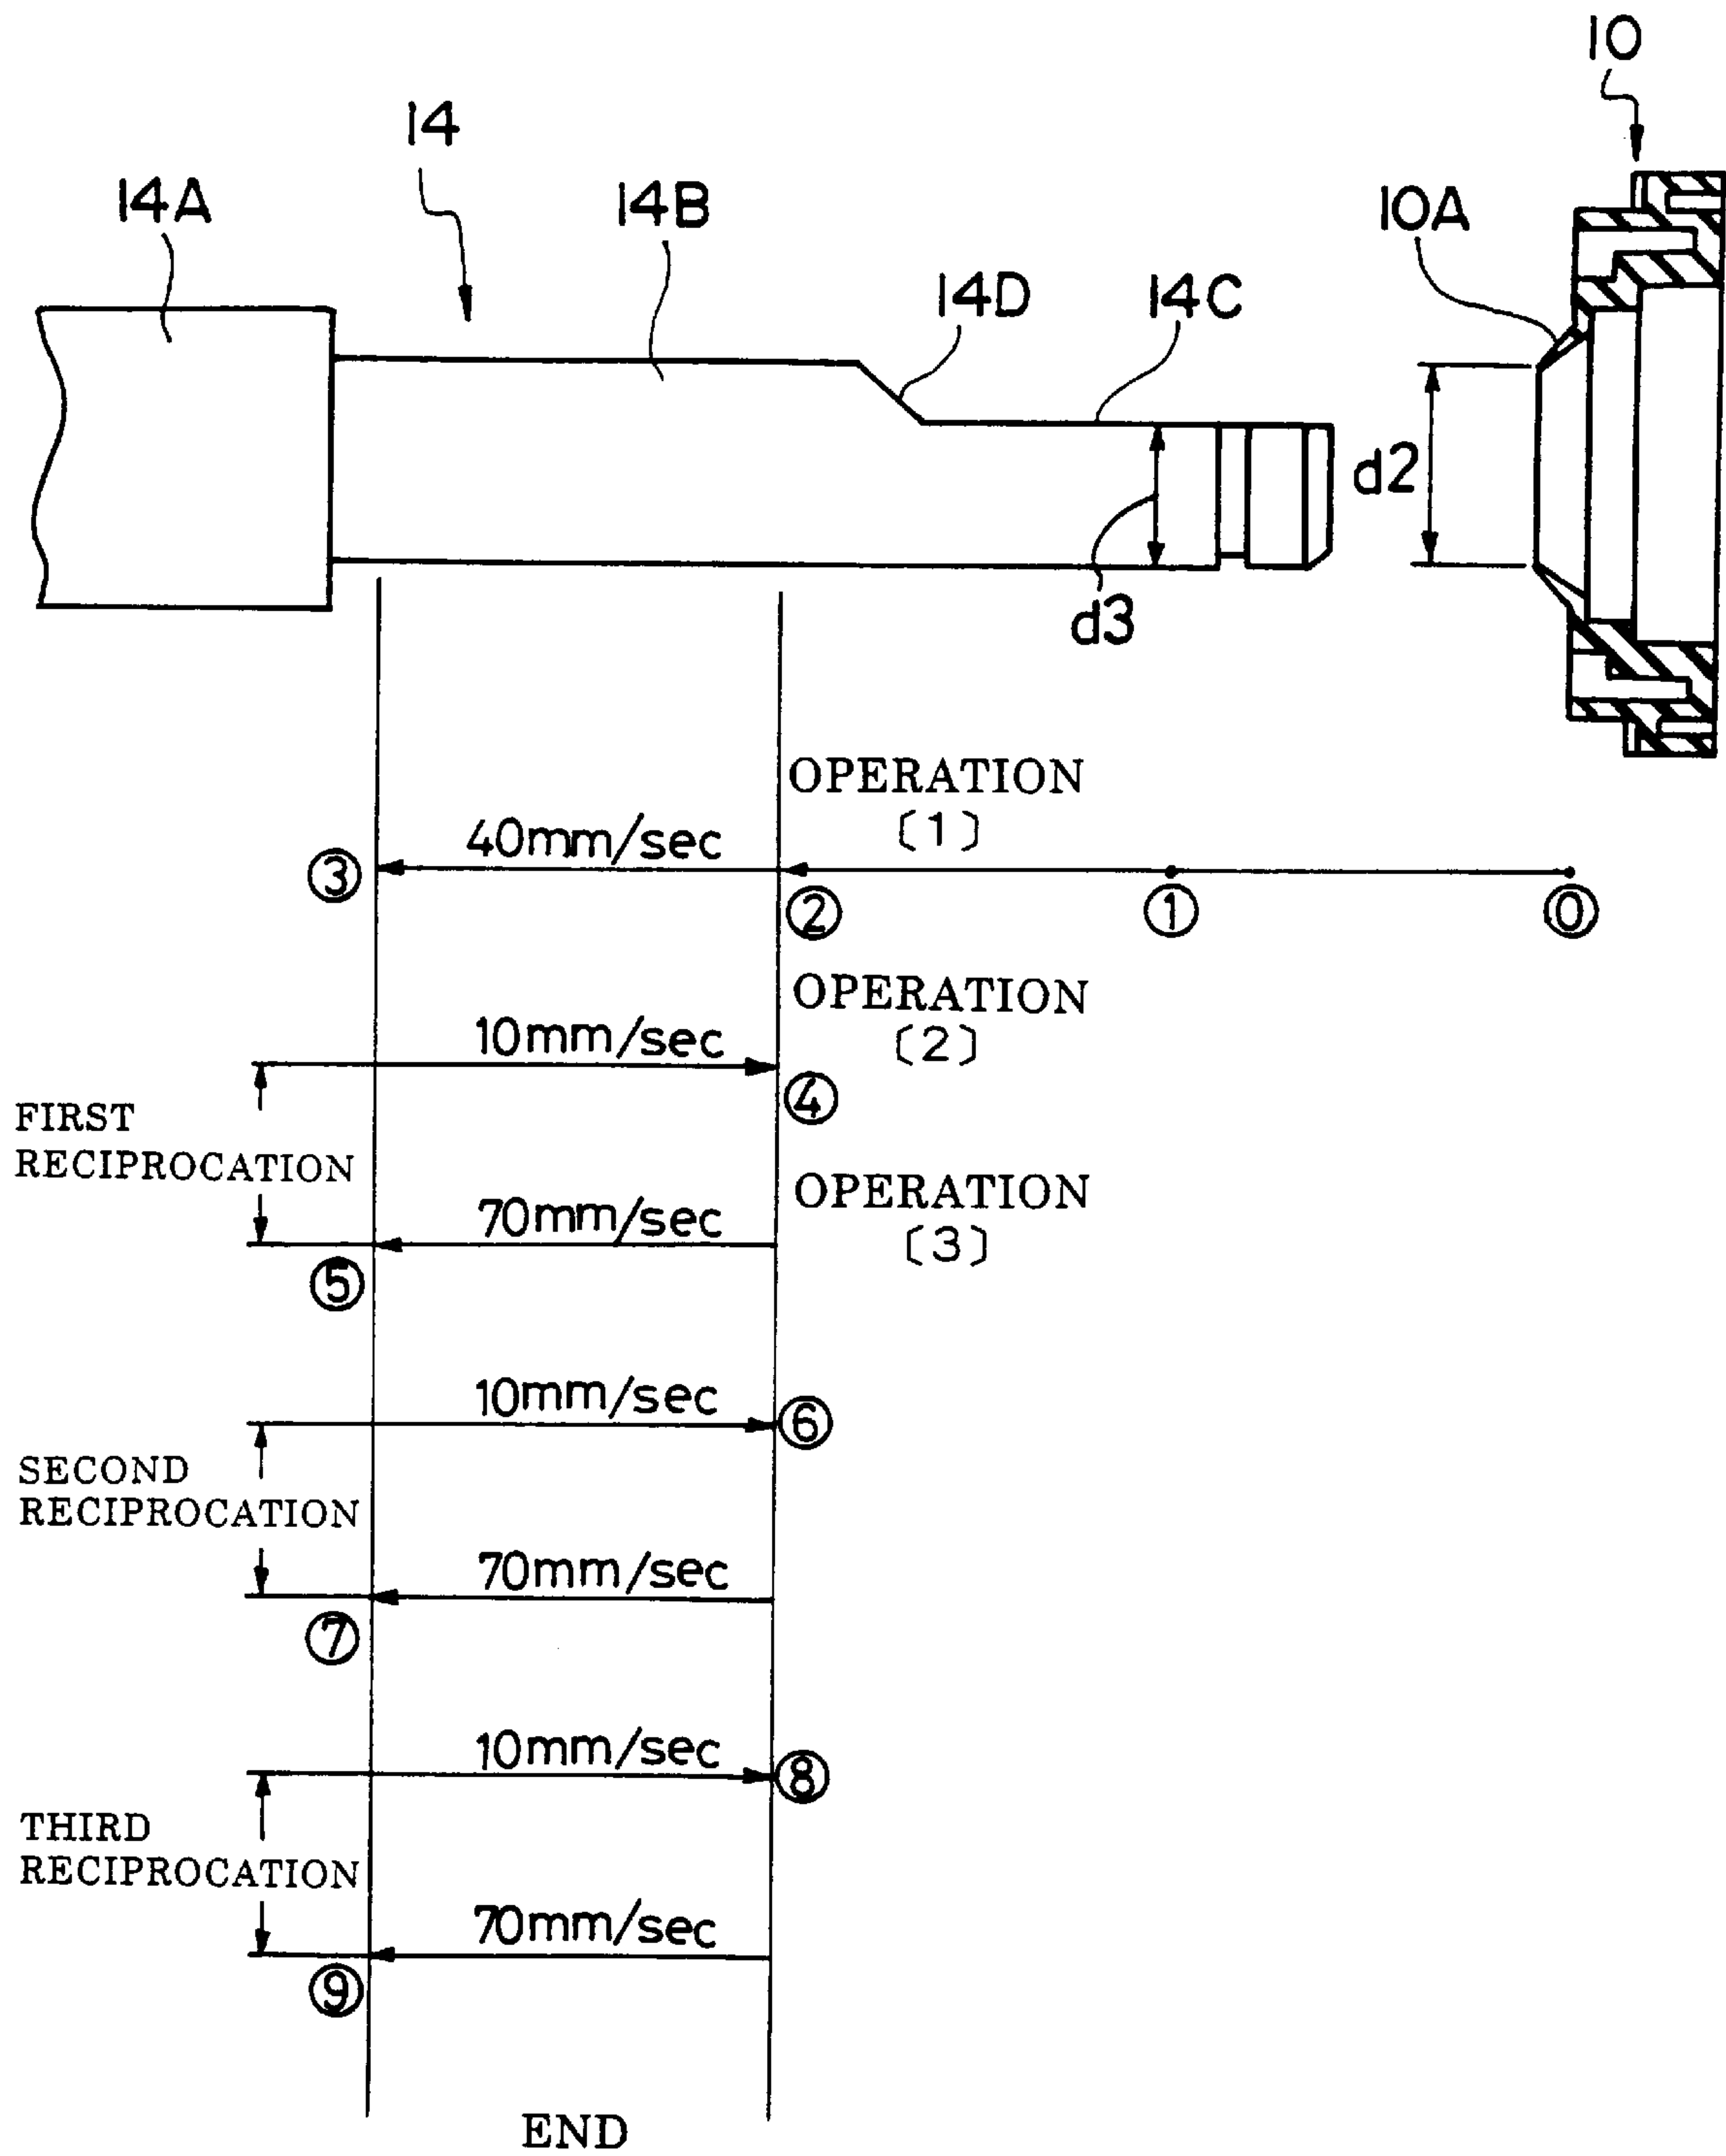 10
14
14A
14B
10A
14D
14C
d2
d3
OPERATION
〔1〕
40mm/sec
③
②
①
⓪
OPERATION
〔2〕
10mm/sec
④
FIRST
RECIPROCATION
OPERATION
〔3〕
70mm/sec
⑤
10mm/sec
⑥
SECOND
RECIPROCATION
70mm/sec
⑦
10mm/sec
⑧
THIRD
RECIPROCATION
70mm/sec
⑨
END